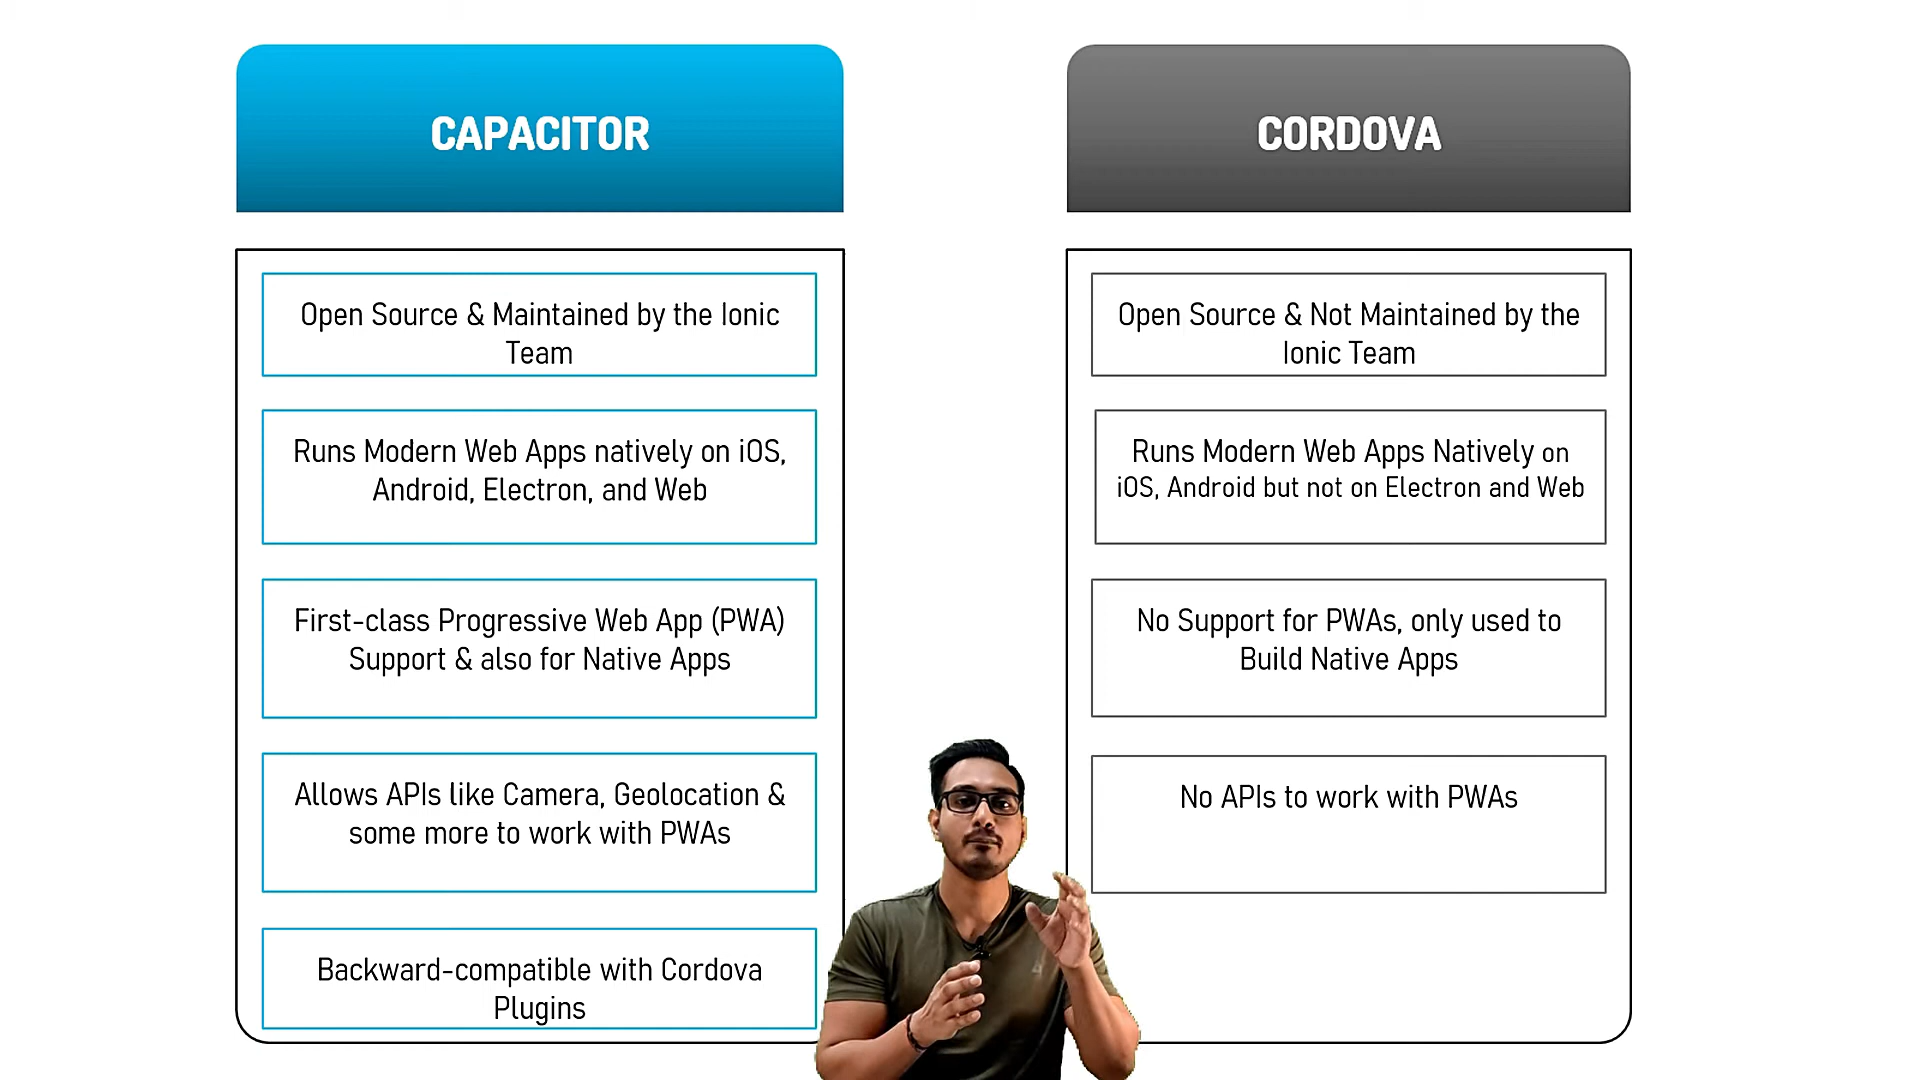 CAPACITOR
Open Source & Maintained by the Ionic
Team
Runs Modern Web Apps natively on iOS,
Android, Electron, and Web
First-class Progressive Web App (PWA)
Support & also for Native Apps
Allows APIs like Camera, Geolocation &
some more to work with PWAs
Backward-compatible with Cordova
Plugins
CORDOVA
Open Source & Not Maintained by the
Ionic Team
Runs Modern Web Apps Natively on
iOS, Android but not on Electron and Web
No Support for PWAs, only used to
Build Native Apps
No APIs to work with PWAs